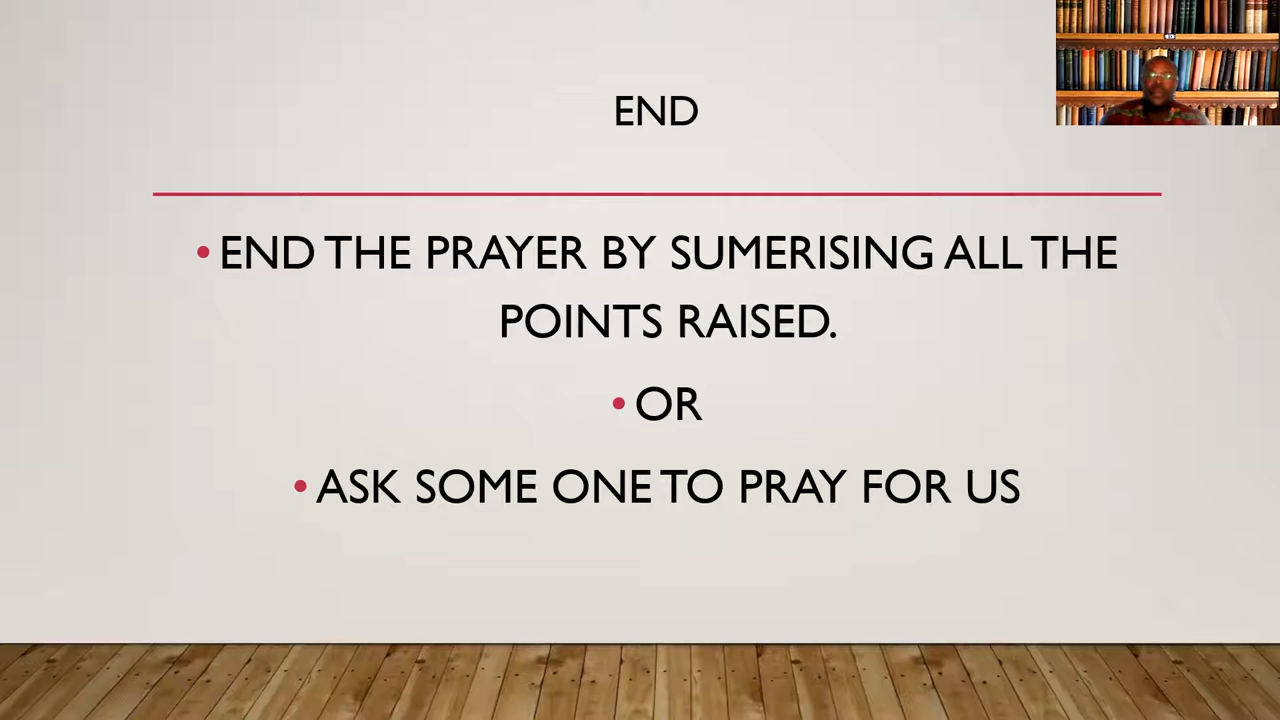 END
• END THE PRAYER BY SUMERISING ALL THE
POINTS RAISED.
• OR
• ASK SOME ONE TO PRAY FOR US